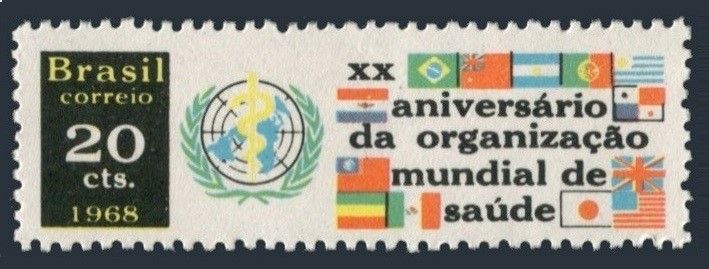 Brasil
correio
20
cts.
1968
xx
aniversário
da organização
mundial de
saúde